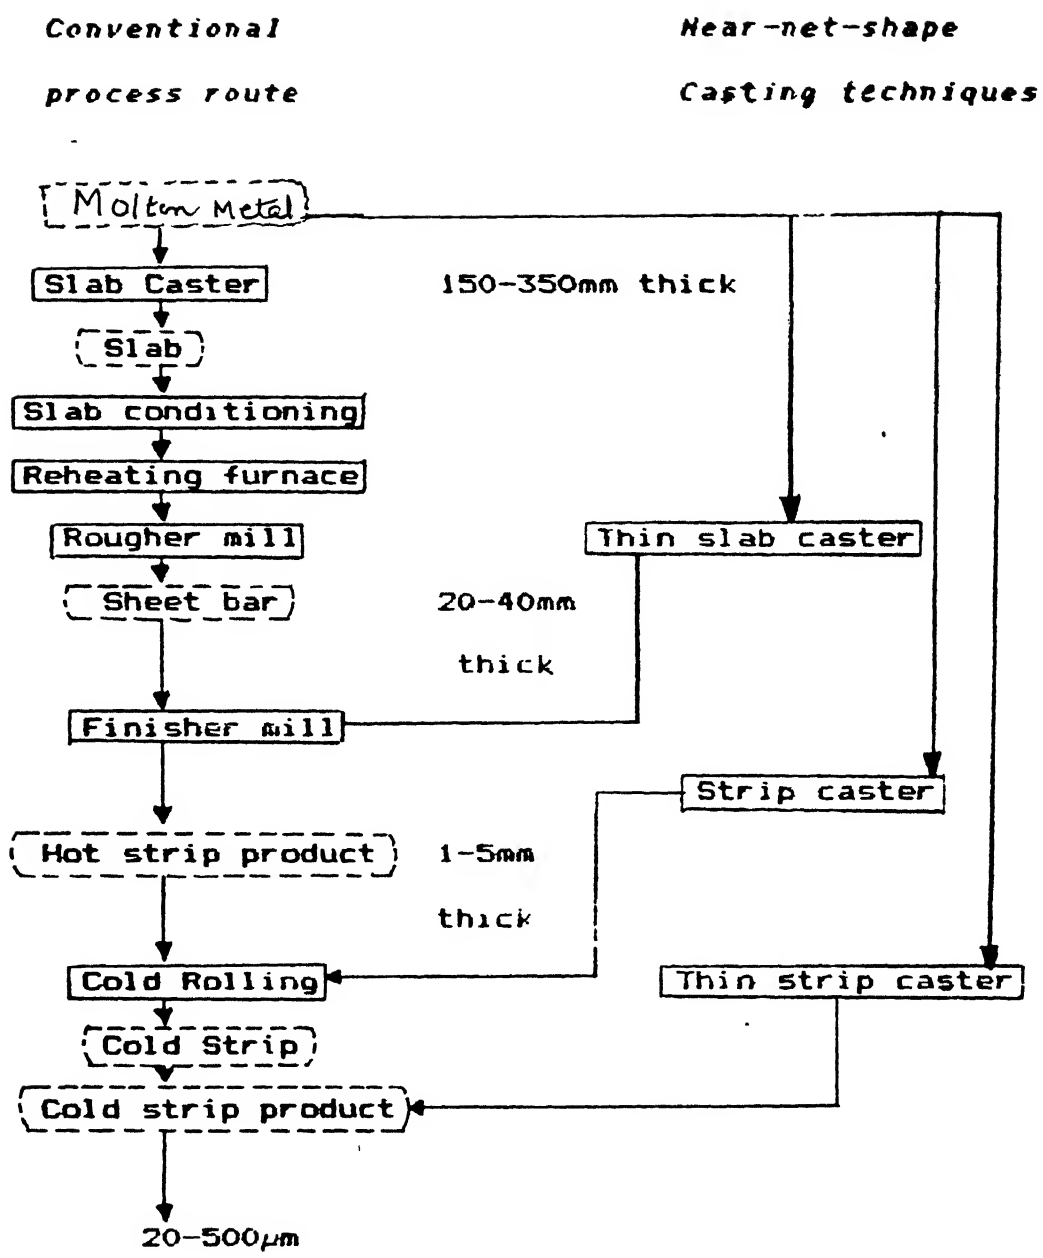 Conventional
process route
Near-net-shape
Casting techniques
Molten Metal
Slab Caster
150-350mm thick
Slab
Slab conditioning
Reheating furnace
Rougher mill
Thin slab caster
Sheet bar
20-40mm
thick
Finisher mill
Strip caster
Hot strip product
1-5mm
thick
Cold Rolling
Thin strip caster
Cold Strip
Cold strip product
20-500μm